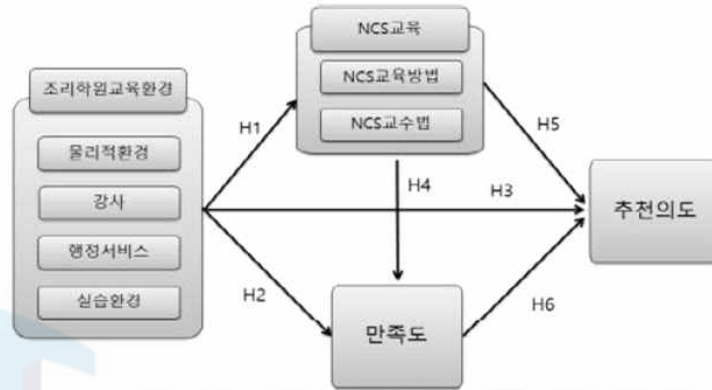 NCS교육
NCS교육방법
NCS교수법
조리학원교육환경
물리적환경
강사
행정서비스
실습환경
H1
H5
H4
H3
추천의도
H2
만족도
H6